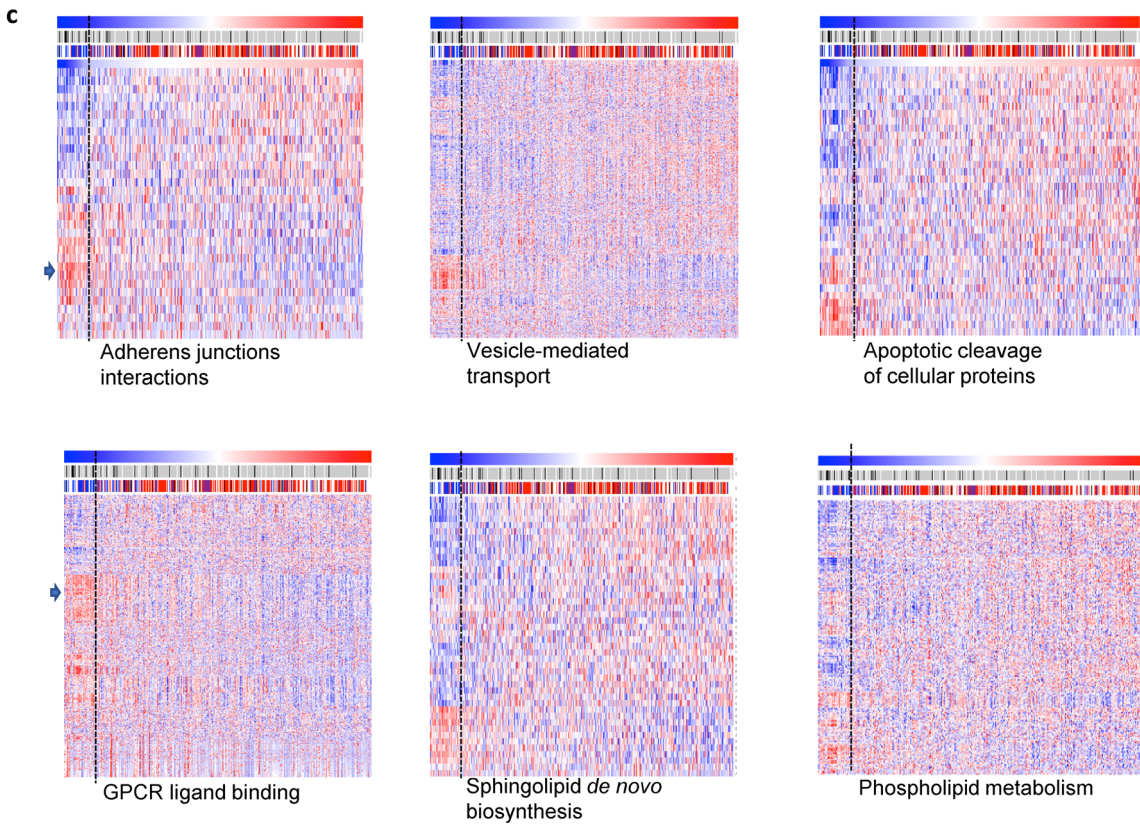 c
Adherens junctions
interactions
Vesicle-mediated
transport
Apoptotic cleavage
of cellular proteins
GPCR ligand binding
Sphingolipid de novo
biosynthesis
Phospholipid metabolism